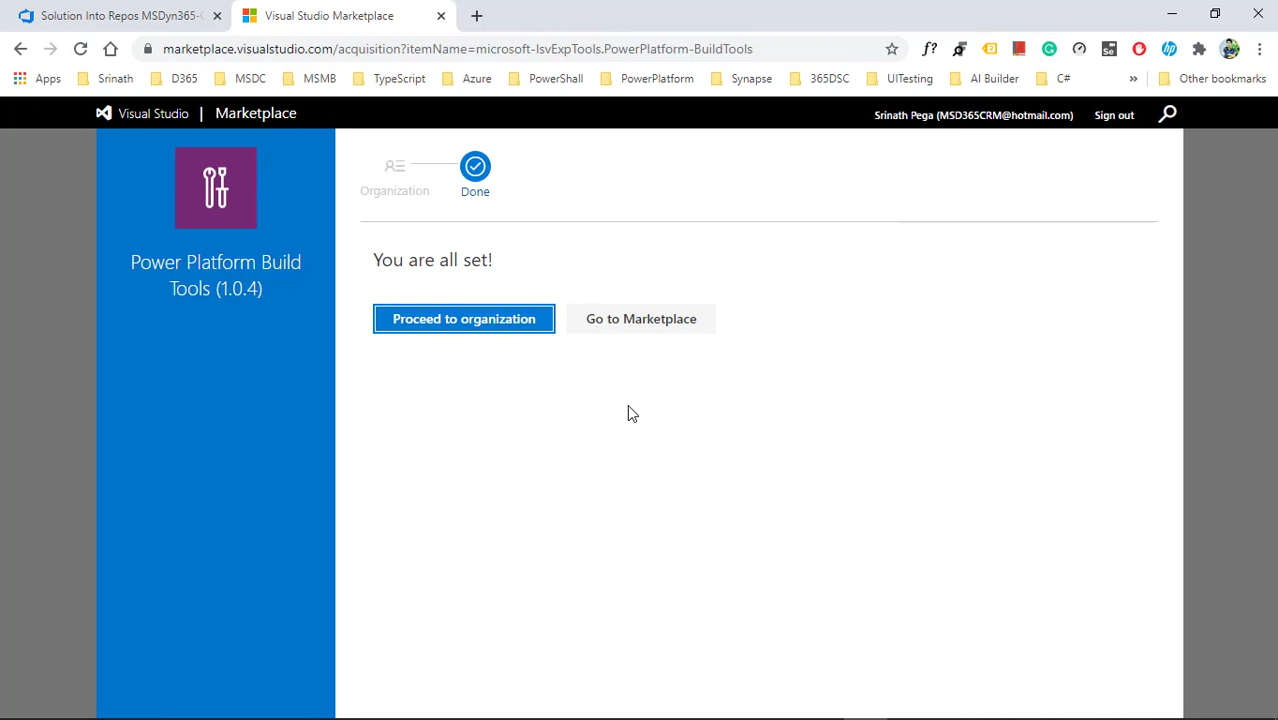 Solution Into Repos MSDyn365-
Visual Studio Marketplace
marketplace.visualstudio.com/acquisition?itemName=microsoft-IsvExpTools.PowerPlatform-BuildTools
f?
2
Se
hp
Apps
Srinath
D365
MSDC
MSMB
TypeScript
Azure
PowerShall
PowerPlatform
Synapse
365DSC
UITesting
AI Builder
C#
»
Other bookmarks
Visual Studio | Marketplace
Srinath Pega (MSD365CRM@hotmail.com)
Sign out
Power Platform Build
Tools (1.0.4)
Organization
Done
You are all set!
Proceed to organization
Go to Marketplace